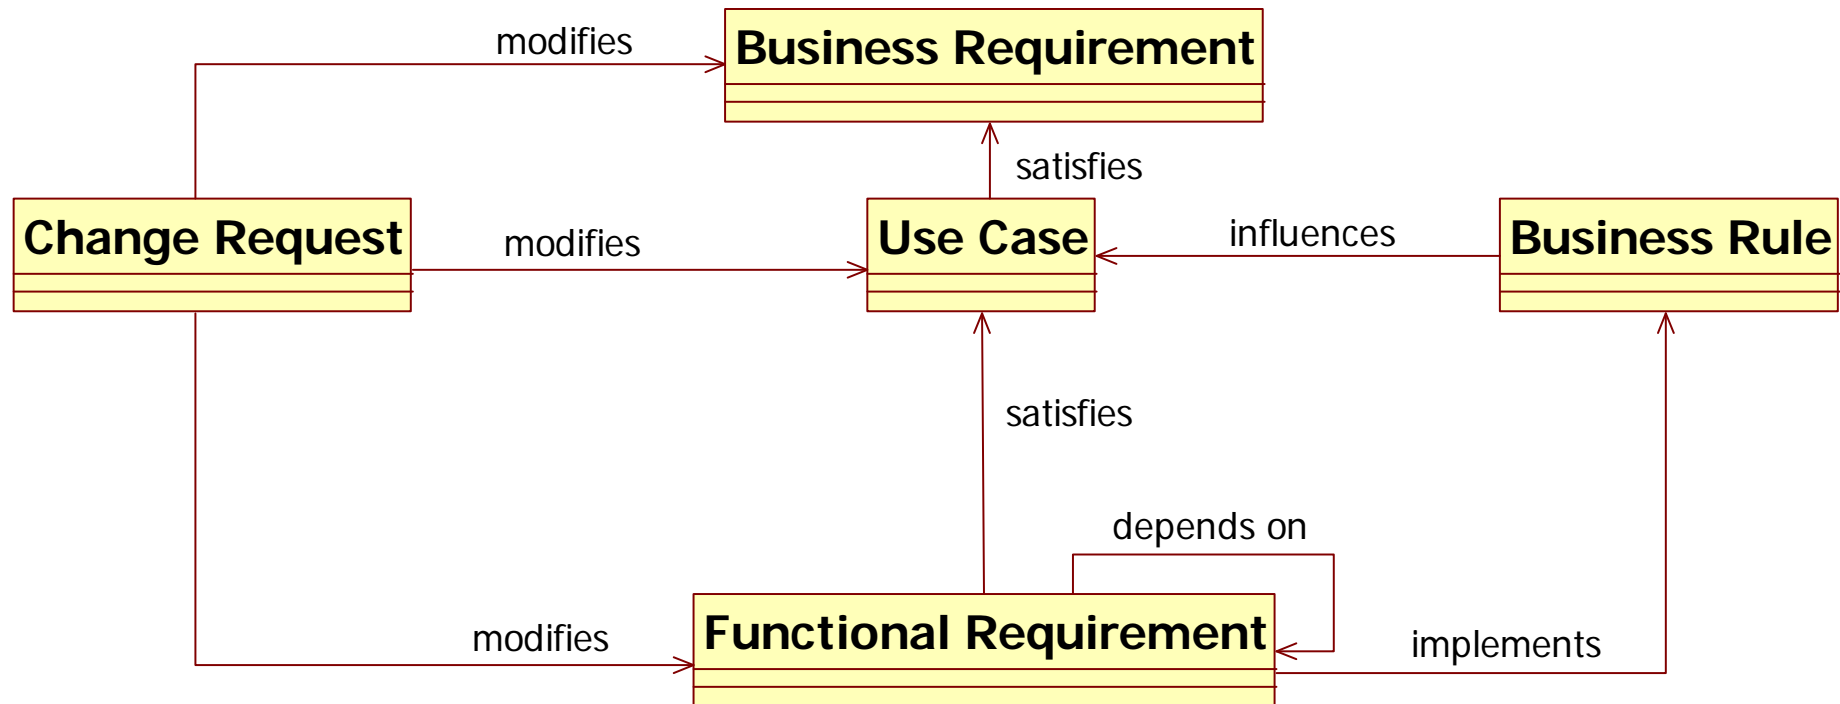 modifies
Business Requirement
satisfies
Change Request
modifies
Use Case
influences
Business Rule
satisfies
depends on
modifies
Functional Requirement
implements